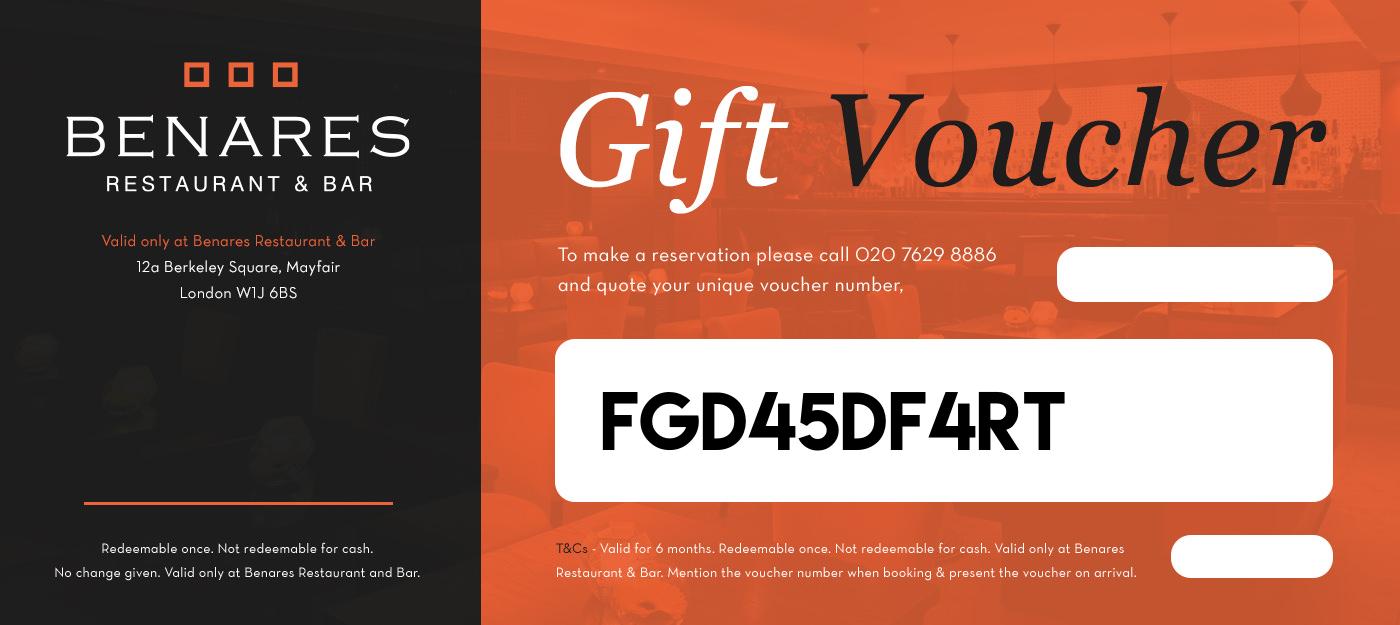 BENARES
RESTAURANT & BAR
Valid only at Benares Restaurant & Bar
12a Berkeley Square, Mayfair
London W1J 6BS
Redeemable once. Not redeemable for cash.
No change given. Valid only at Benares Restaurant and Bar.
Gift Voucher
To make a reservation please call 020 7629 8886
and quote your unique voucher number,
FGD45DF4RT
T&Cs - Valid for 6 months. Redeemable once. Not redeemable for cash. Valid only at Benares
Restaurant & Bar. Mention the voucher number when booking & present the voucher on arrival.